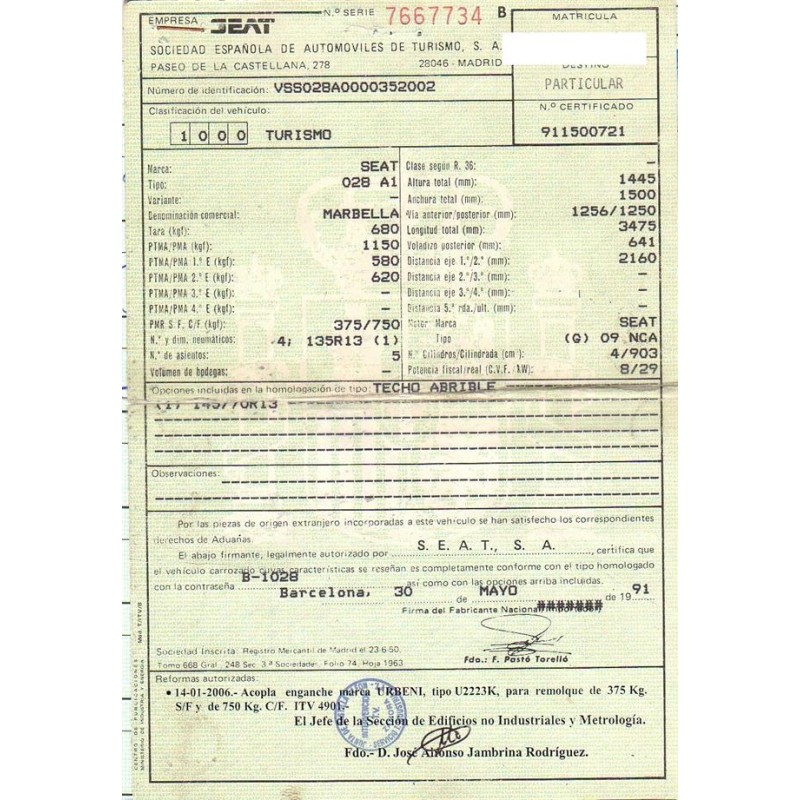 EMPRESA SEAT N.º SERIE 7667734 B
MATRICULA
SOCIEDAD ESPAÑOLA DE AUTOMOVILES DE TURISMO, S. A.
PASEO DE LA CASTELLANA, 278 28046 - MADRID
DESTINO
PARTICULAR
Número de identificación: VSS028A0000352002
N.º CERTIFICADO
911500721
Clasificación del vehículo:
1 0 0 0 TURISMO
Marca: SEAT
Tipo: 028 A1
Variante: –
Denominación comercial: MARBELLA
Tara (kgf): 680
PTMA/PMA (kgf): 1150
PTMA/PMA 1.º E (kgf): 580
PTMA/PMA 2.º E (kgf): 620
PTMA/PMA 3.º E (kgf): –
PTMA/PMA 4.º E (kgf): –
PMR S.F. C/F (kgf): 375/750
N.º y dim. neumáticos: 4; 135R13 (1)
N.º de asientos: 5
Volumen de bodegas: –
Clase según R. 36: –
Altura total (mm): 1445
Anchura total (mm): 1500
Vía anterior/posterior (mm): 1256/1250
Longitud total (mm): 3475
Voladizo posterior (mm): 641
Distancia eje 1.º/2.º (mm): 2160
Distancia eje 2.º/3.º (mm): –
Distancia eje 3.º/4.º (mm): –
Distancia 5.ª rda./ult. (mm): –
Motor: Marca SEAT
Tipo (G) 09 NCA
N.º Cilindros/Cilindrada (cm³): 4/903
Potencia fiscal/real (C.V.F./kW): 8/29
Opciones incluidas en la homologación de tipo: TECHO ABRIBLE
(1) 145/70R13
Observaciones:
Por las piezas de origen extranjero incorporadas a este vehículo se han satisfecho los correspondientes
derechos de Aduanas.
El abajo firmante, legalmente autorizado por S. E. A. T., S. A. , certifica que
el vehículo carrozado cuyas características se reseñan es completamente conforme con el tipo homologado
con la contraseña B-1028 así como con las opciones arriba incluidas.
Barcelona, 30 de MAYO de 19 91
Firma del Fabricante Nacional
Fdo.: F. Pastó Torelló
Sociedad Inscrita: Registro Mercantil de Madrid el 23.6.50.
Tomo 668 Gral., 248 Sec. 3.ª Sociedades, Folio 74, Hoja 1963
Reformas autorizadas:
• 14-01-2006.- Acopla enganche marca URBENI, tipo U2223K, para remolque de 375 Kg.
S/F y de 750 Kg. C/F. ITV 4901.-
El Jefe de la Sección de Edificios no Industriales y Metrología.
Fdo.- D. José Alfonso Jambrina Rodríguez.
CENTRO DE PUBLICACIONES
MINISTERIO DE INDUSTRIA Y ENERGIA